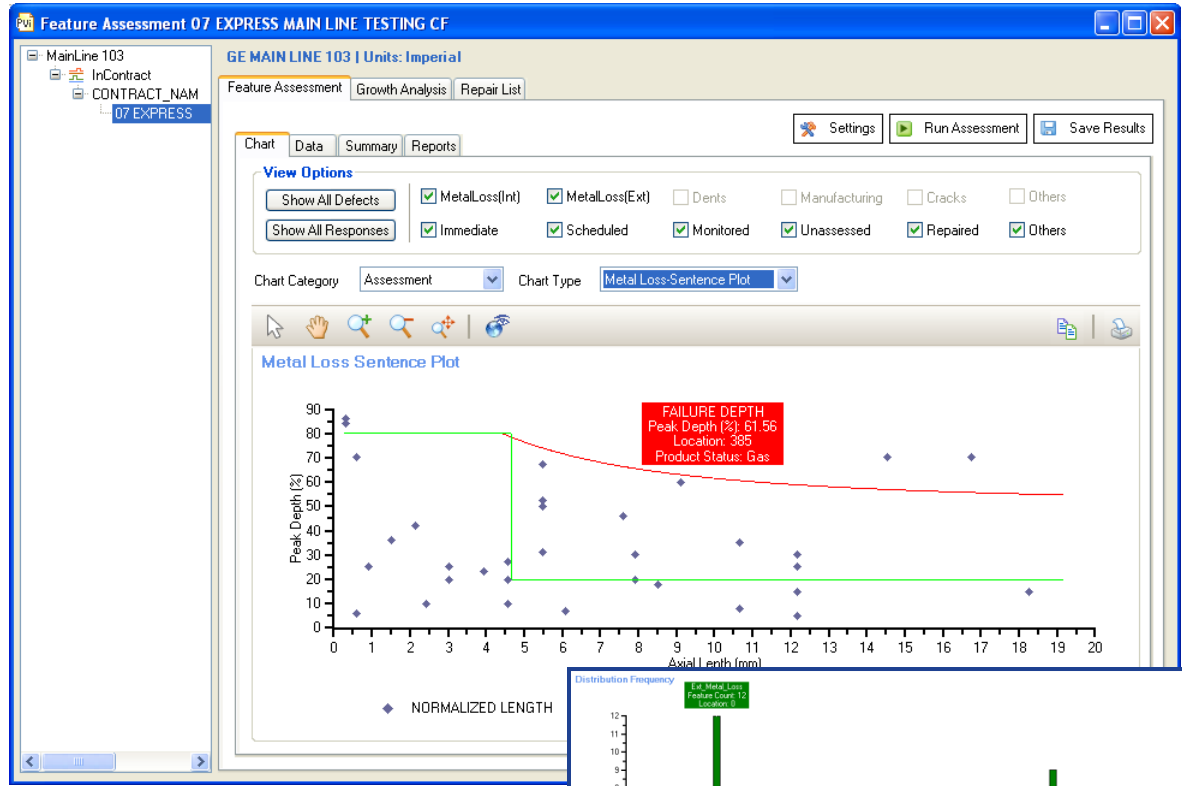 PVi Feature Assessment 07 EXPRESS MAIN LINE TESTING CF
MainLine 103
InContract
CONTRACT_NAM
07 EXPRESS
GE MAIN LINE 103 | Units: Imperial
Feature Assessment Growth Analysis Repair List
Settings Run Assessment Save Results
Chart Data Summary Reports
View Options
Show All Defects MetalLoss(Int) MetalLoss(Ext) Dents Manufacturing Cracks Others
Show All Responses Immediate Scheduled Monitored Unassessed Repaired Others
Chart Category Assessment Chart Type Metal Loss-Sentence Plot
Metal Loss Sentence Plot
FAILURE DEPTH
Peak Depth (%): 61.56
Location: 385
Product Status: Gas
Peak Depth (%)
90
80
70
60
50
40
30
20
10
0
0 1 2 3 4 5 6 7 8 9 10 11 12 13 14 15 16 17 18 19 20
Axial Lenth (mm)
NORMALIZED LENGTH
Distribution Frequency
Ext_Metal_Loss
Feature Count: 12
Location: 0
12
11
10
9